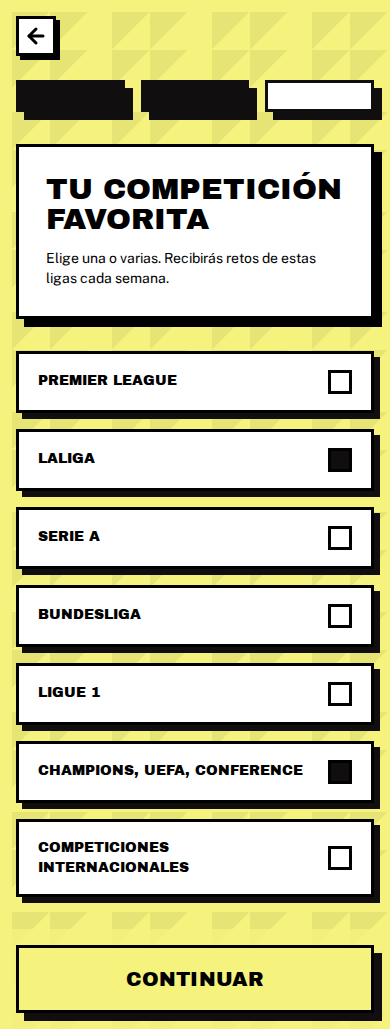 TU COMPETICIÓN
FAVORITA
Elige una o varias. Recibirás retos de estas
ligas cada semana.
PREMIER LEAGUE
LALIGA
SERIE A
BUNDESLIGA
LIGUE 1
CHAMPIONS, UEFA, CONFERENCE
COMPETICIONES
INTERNACIONALES
CONTINUAR